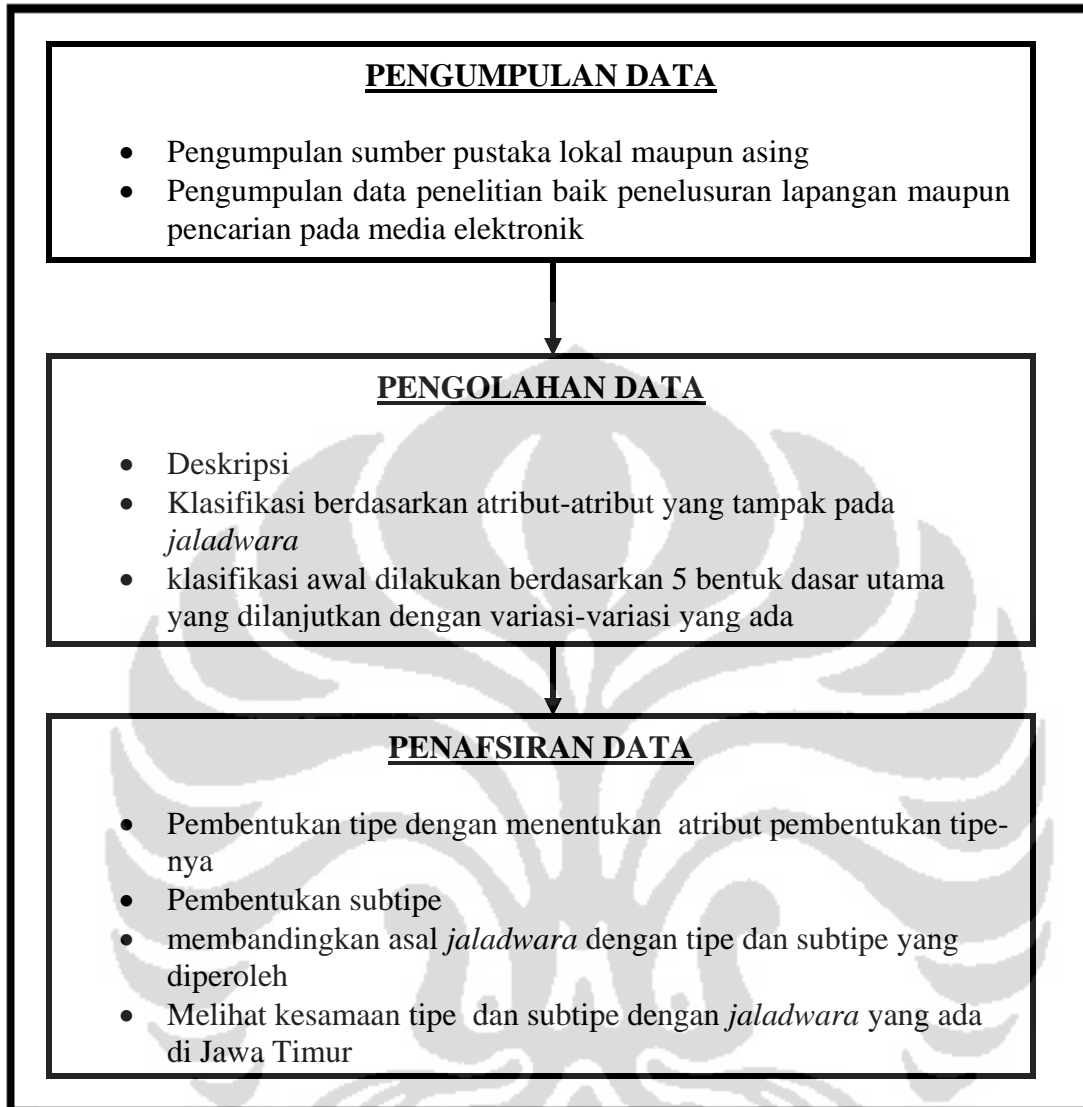 PENGUMPULAN DATA
• Pengumpulan sumber pustaka lokal maupun asing
• Pengumpulan data penelitian baik penelusuran lapangan maupun
pencarian pada media elektronik
PENGOLAHAN DATA
• Deskripsi
• Klasifikasi berdasarkan atribut-atribut yang tampak pada
jaladwara
• klasifikasi awal dilakukan berdasarkan 5 bentuk dasar utama
yang dilanjutkan dengan variasi-variasi yang ada
PENAFSIRAN DATA
• Pembentukan tipe dengan menentukan atribut pembentukan tipe-
nya
• Pembentukan subtipe
• membandingkan asal jaladwara dengan tipe dan subtipe yang
diperoleh
• Melihat kesamaan tipe dan subtipe dengan jaladwara yang ada
di Jawa Timur